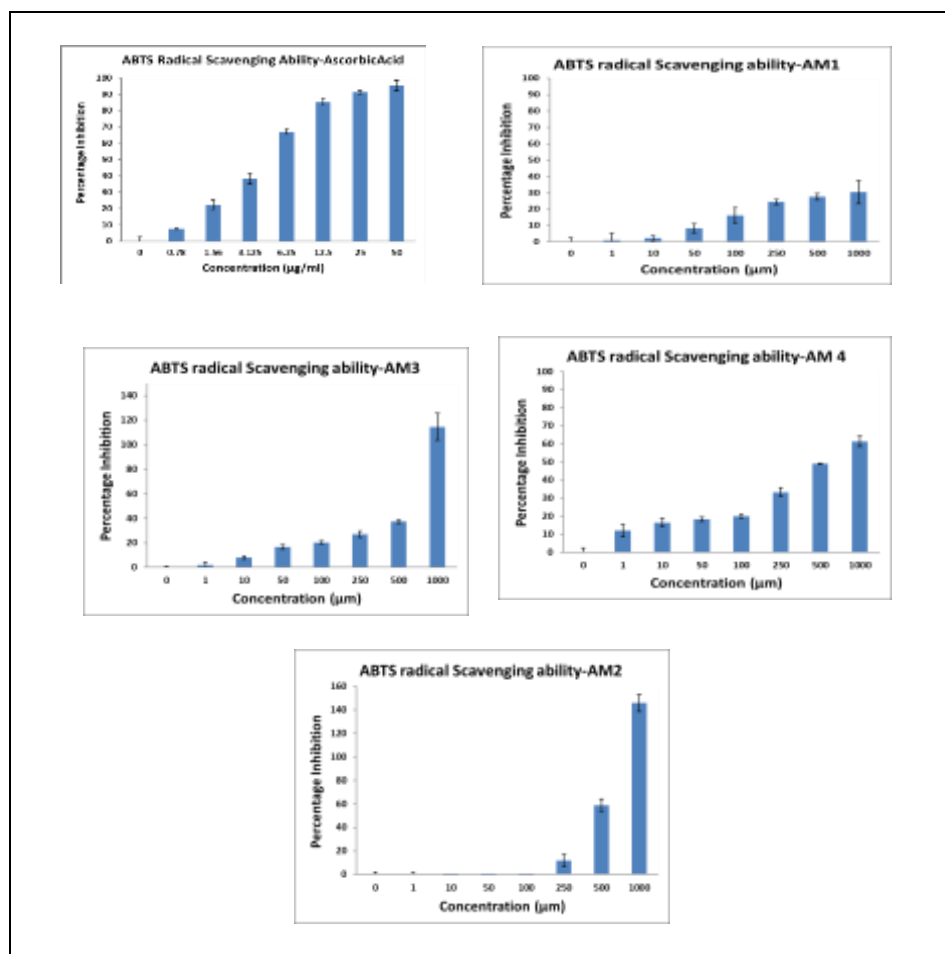 ABTS Radical Scavenging Ability-AscorbicAcid
Percentage Inhibition
100
90
80
70
60
50
40
30
20
10
0
0 0.78 1.56 3.125 6.25 12.5 25 50
Concentration (µg/ml)
ABTS radical Scavenging ability-AM1
Percentage Inhibition
100
90
80
70
60
50
40
30
20
10
0
0 1 10 50 100 250 500 1000
Concentration (µm)
ABTS radical Scavenging ability-AM3
Percentage Inhibition
140
120
100
80
60
40
20
0
0 1 10 50 100 250 500 1000
Concentration (µm)
ABTS radical Scavenging ability-AM 4
Percentage Inhibition
100
90
80
70
60
50
40
30
20
10
0
0 1 10 50 100 250 500 1000
Concentration (µm)
ABTS radical Scavenging ability-AM2
Percentage Inhibition
160
140
120
100
80
60
40
20
0
0 1 10 50 100 250 500 1000
Concentration (µm)